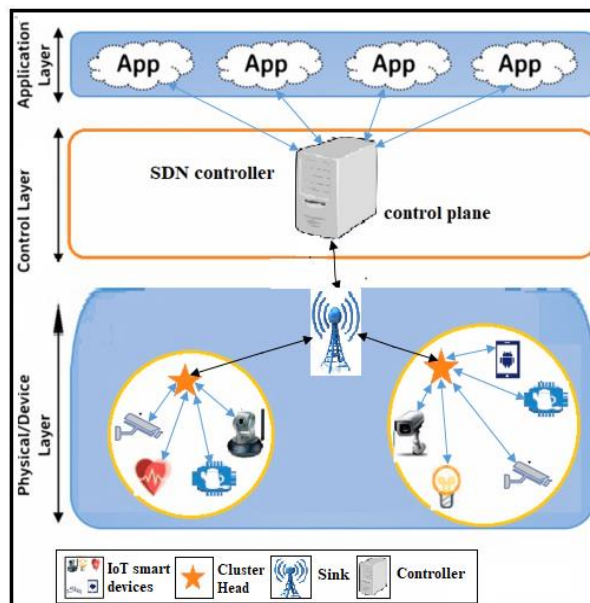 Application
Layer
App
App
App
App
Control Layer
SDN controller
control plane
Physical/Device
Layer
IoT smart
devices
Cluster
Head
Sink
Controller